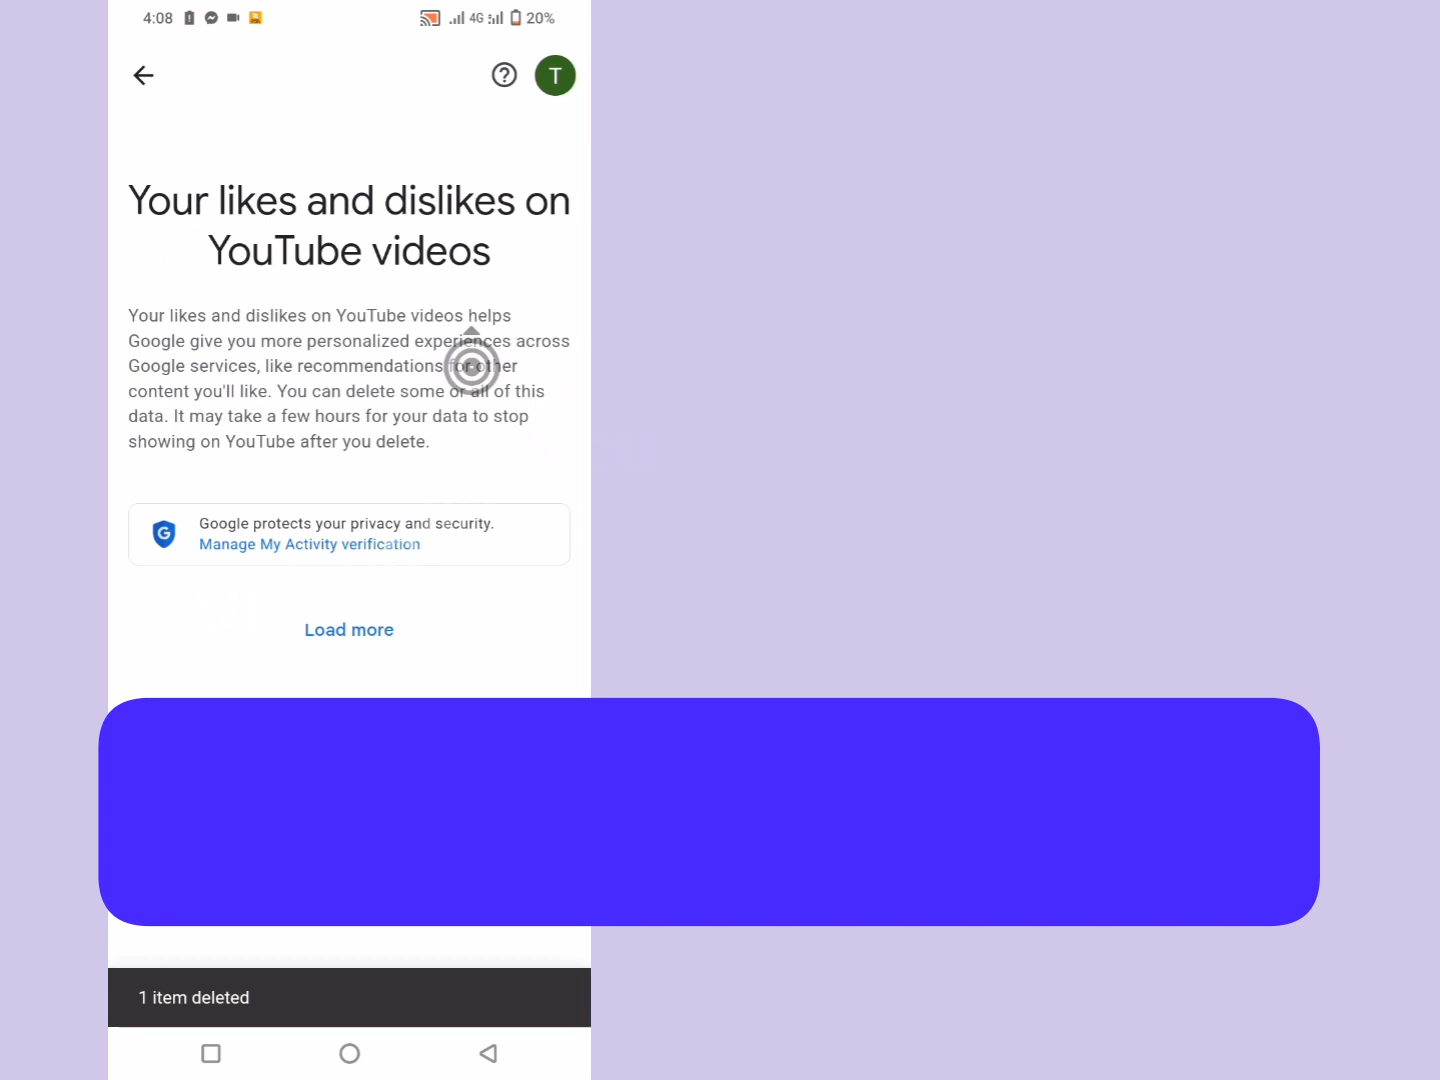 4:08
4G
20%
T
Your likes and dislikes on
YouTube videos
Your likes and dislikes on YouTube videos helps
Google give you more personalized experiences across
Google services, like recommendations for other
content you'll like. You can delete some or all of this
data. It may take a few hours for your data to stop
showing on YouTube after you delete.
G
Google protects your privacy and security.
Manage My Activity verification
Load more
1 item deleted